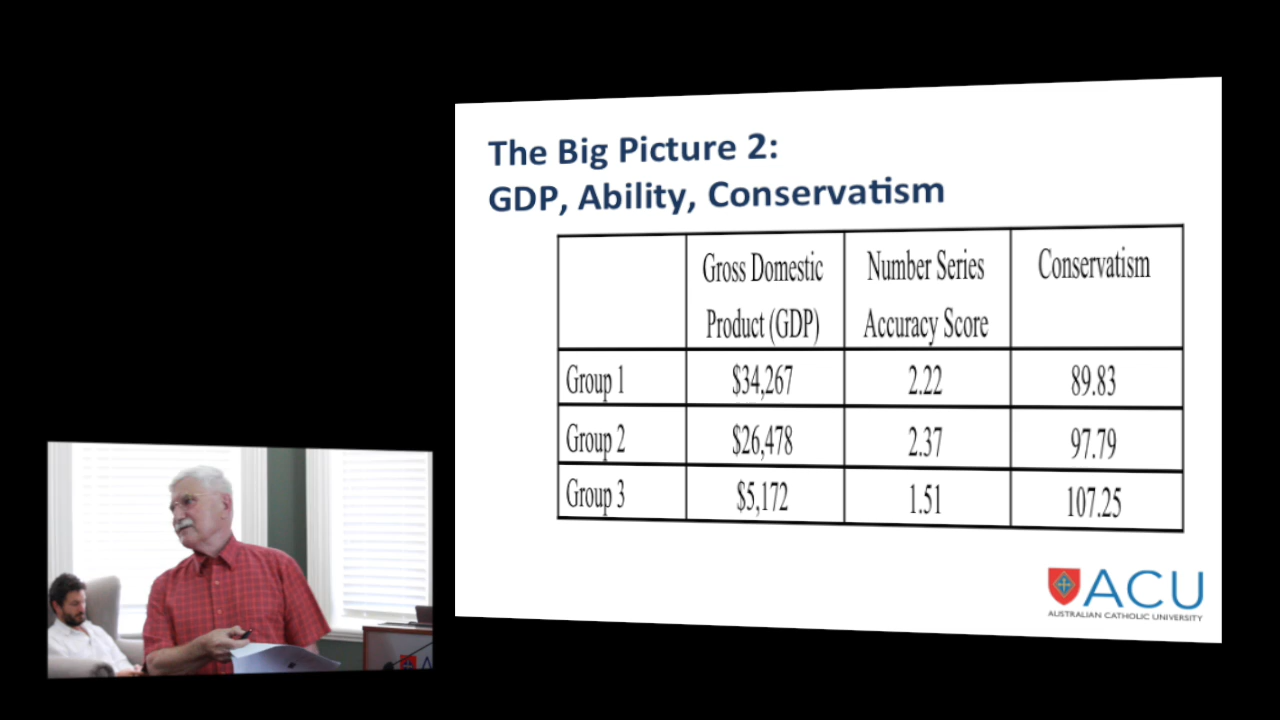 The Big Picture 2:
GDP, Ability, Conservatism
Gross Domestic Product (GDP) Number Series Accuracy Score Conservatism
Group 1 $34,267 2.22 89.83
Group 2 $26,478 2.37 97.79
Group 3 $5,172 1.51 107.25
ACU
AUSTRALIAN CATHOLIC UNIVERSITY